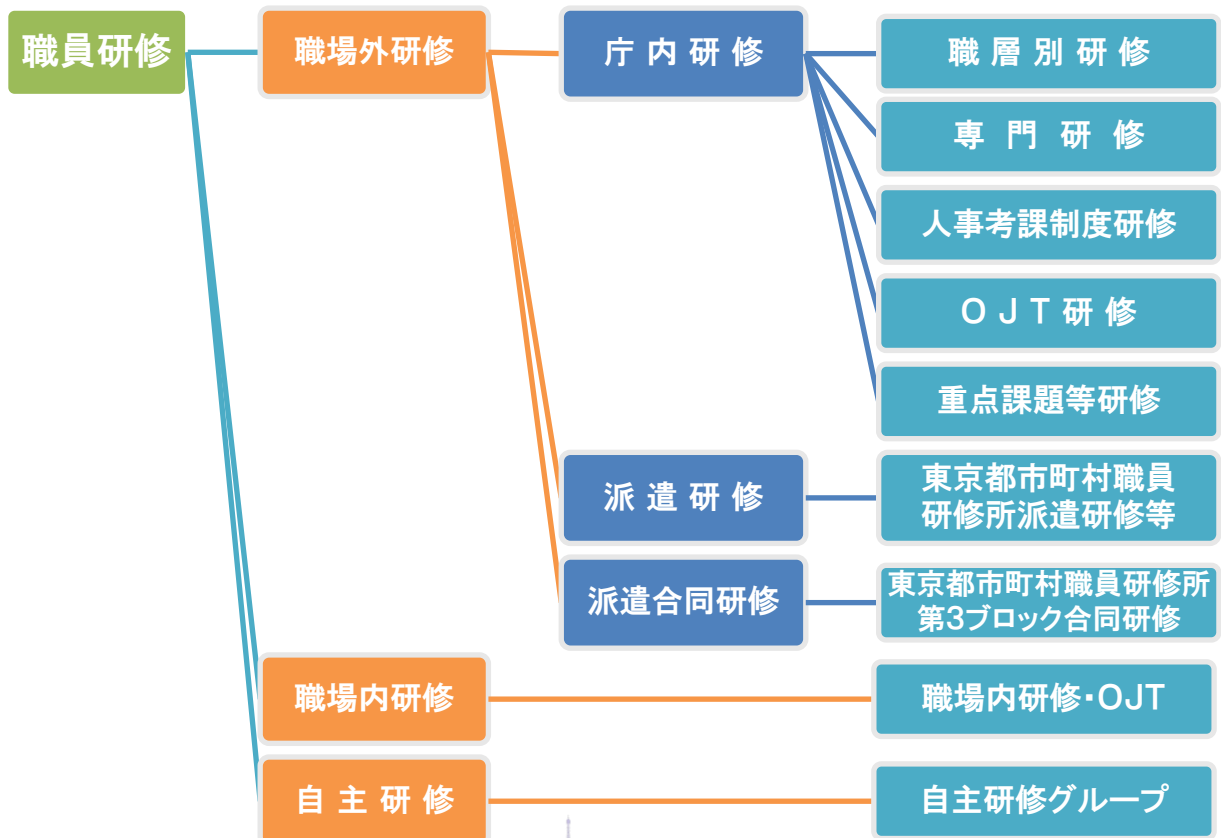 職員研修
職場外研修
庁内研修
職層別研修
専門研修
人事考課制度研修
OJT研修
重点課題等研修
派遣研修
東京都市町村職員
研修所派遣研修等
派遣合同研修
東京都市町村職員研修所
第3ブロック合同研修
職場内研修
職場内研修・OJT
自主研修
自主研修グループ